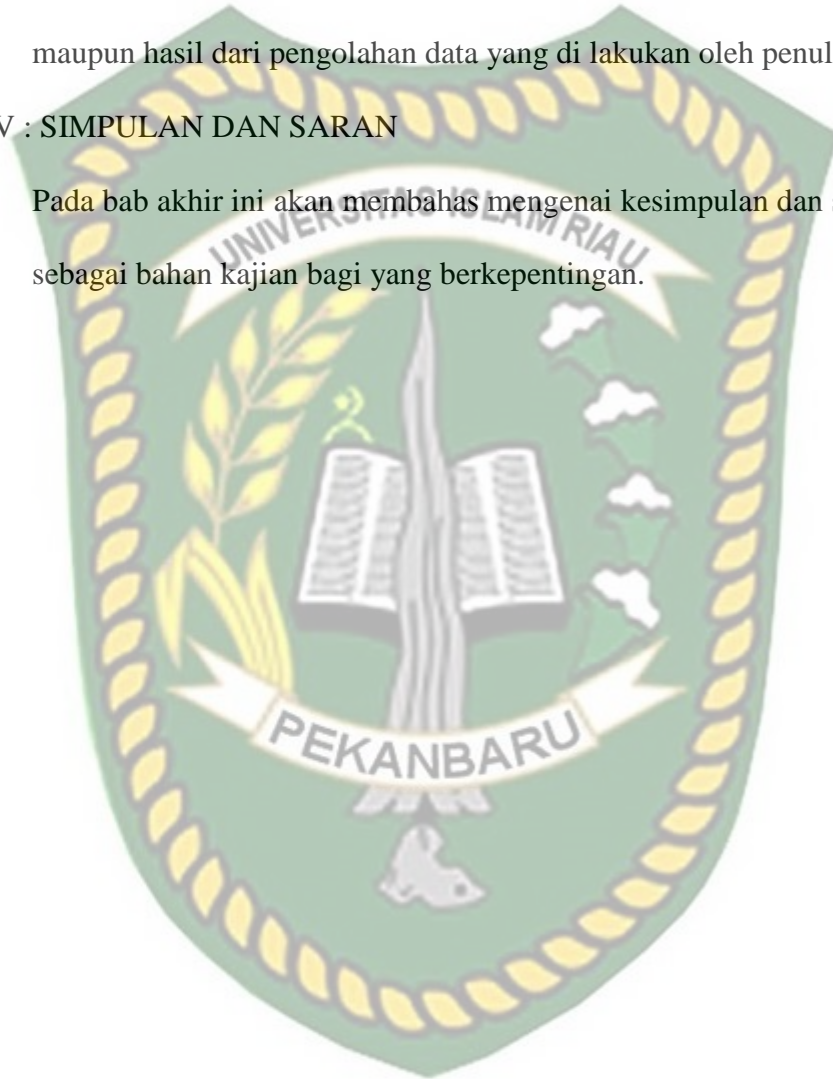 maupun hasil dari pengolahan data yang di lakukan oleh penul
V : SIMPULAN DAN SARAN
Pada bab akhir ini akan membahas mengenai kesimpulan dan
sebagai bahan kajian bagi yang berkepentingan.
UNIVERSITAS ISLAM RIAU
PEKANBARU